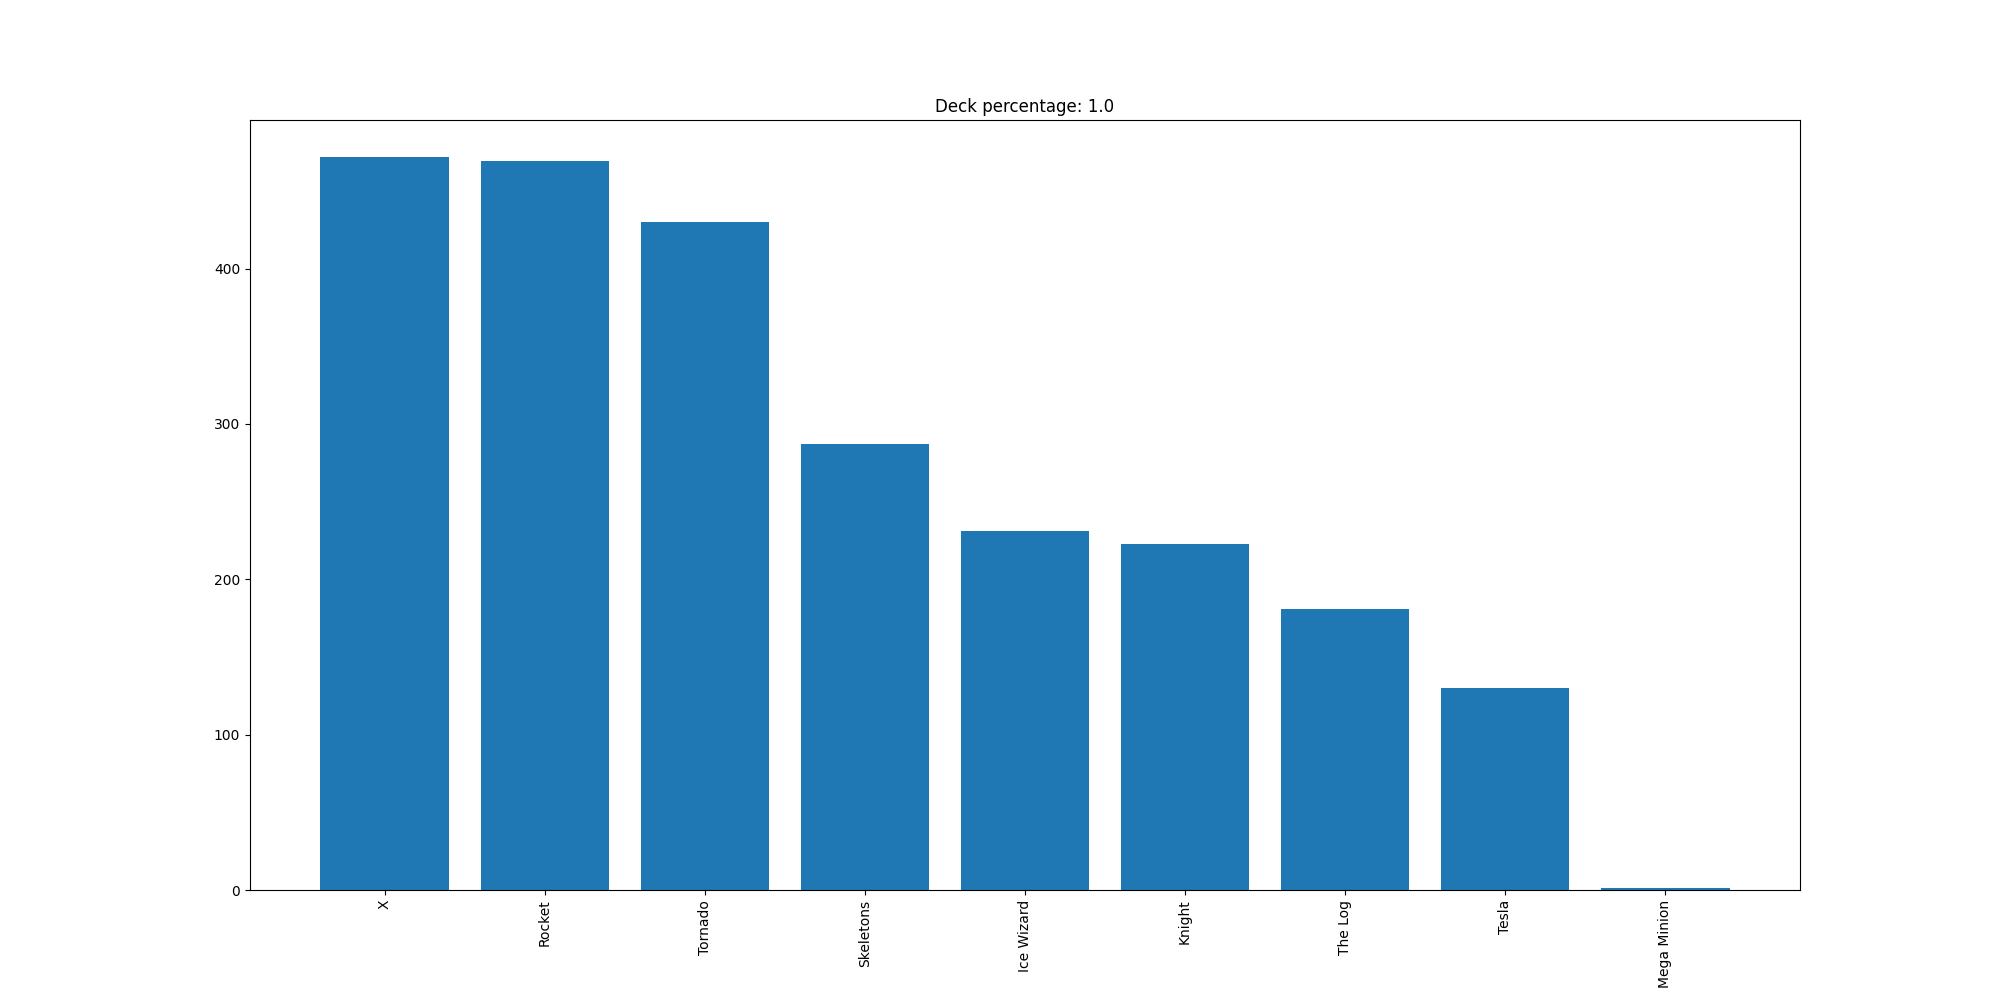 Deck percentage: 1.0
400
300
200
100
0
X
Rocket
Tornado
Skeletons
Ice Wizard
Knight
The Log
Tesla
Mega Minion